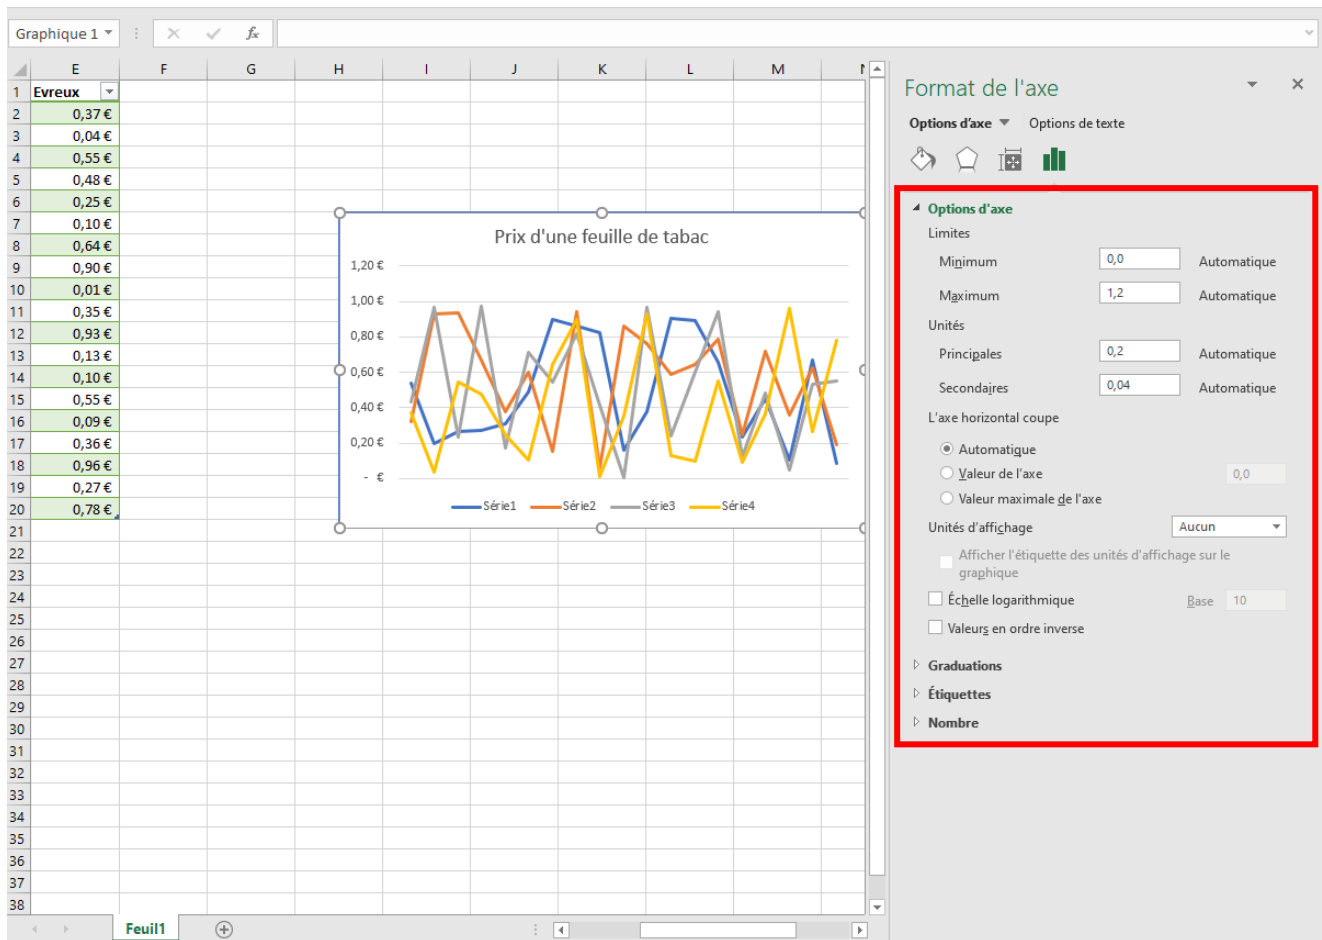 Graphique 1
fx
E F G H I J K L M N
1 Evreux
2 0,37 €
3 0,04 €
4 0,55 €
5 0,48 €
6 0,25 €
7 0,10 €
8 0,64 €
9 0,90 €
10 0,01 €
11 0,35 €
12 0,93 €
13 0,13 €
14 0,10 €
15 0,55 €
16 0,09 €
17 0,36 €
18 0,96 €
19 0,27 €
20 0,78 €
21
22
23
24
25
26
27
28
29
30
31
32
33
34
35
36
37
38
Prix d'une feuille de tabac
1,20 €
1,00 €
0,80 €
0,60 €
0,40 €
0,20 €
- €
Série1 Série2 Série3 Série4
Feuil1
Format de l'axe
Options d'axe Options de texte
Options d'axe
Limites
Minimum 0,0 Automatique
Maximum 1,2 Automatique
Unités
Principales 0,2 Automatique
Secondaires 0,04 Automatique
L'axe horizontal coupe
Automatique
Valeur de l'axe 0,0
Valeur maximale de l'axe
Unités d'affichage Aucun
Afficher l'étiquette des unités d'affichage sur le
graphique
Échelle logarithmique Base 10
Valeurs en ordre inverse
Graduations
Étiquettes
Nombre